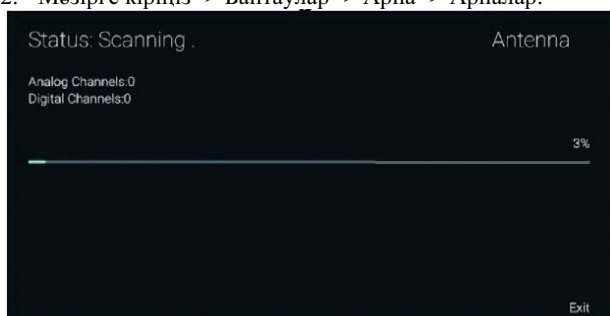 2. Мәзірге кіріңіз -> Баптаулар -> Арна -> Арналар.
Status: Scanning .
Antenna
Analog Channels:0
Digital Channels:0
3%
Exit